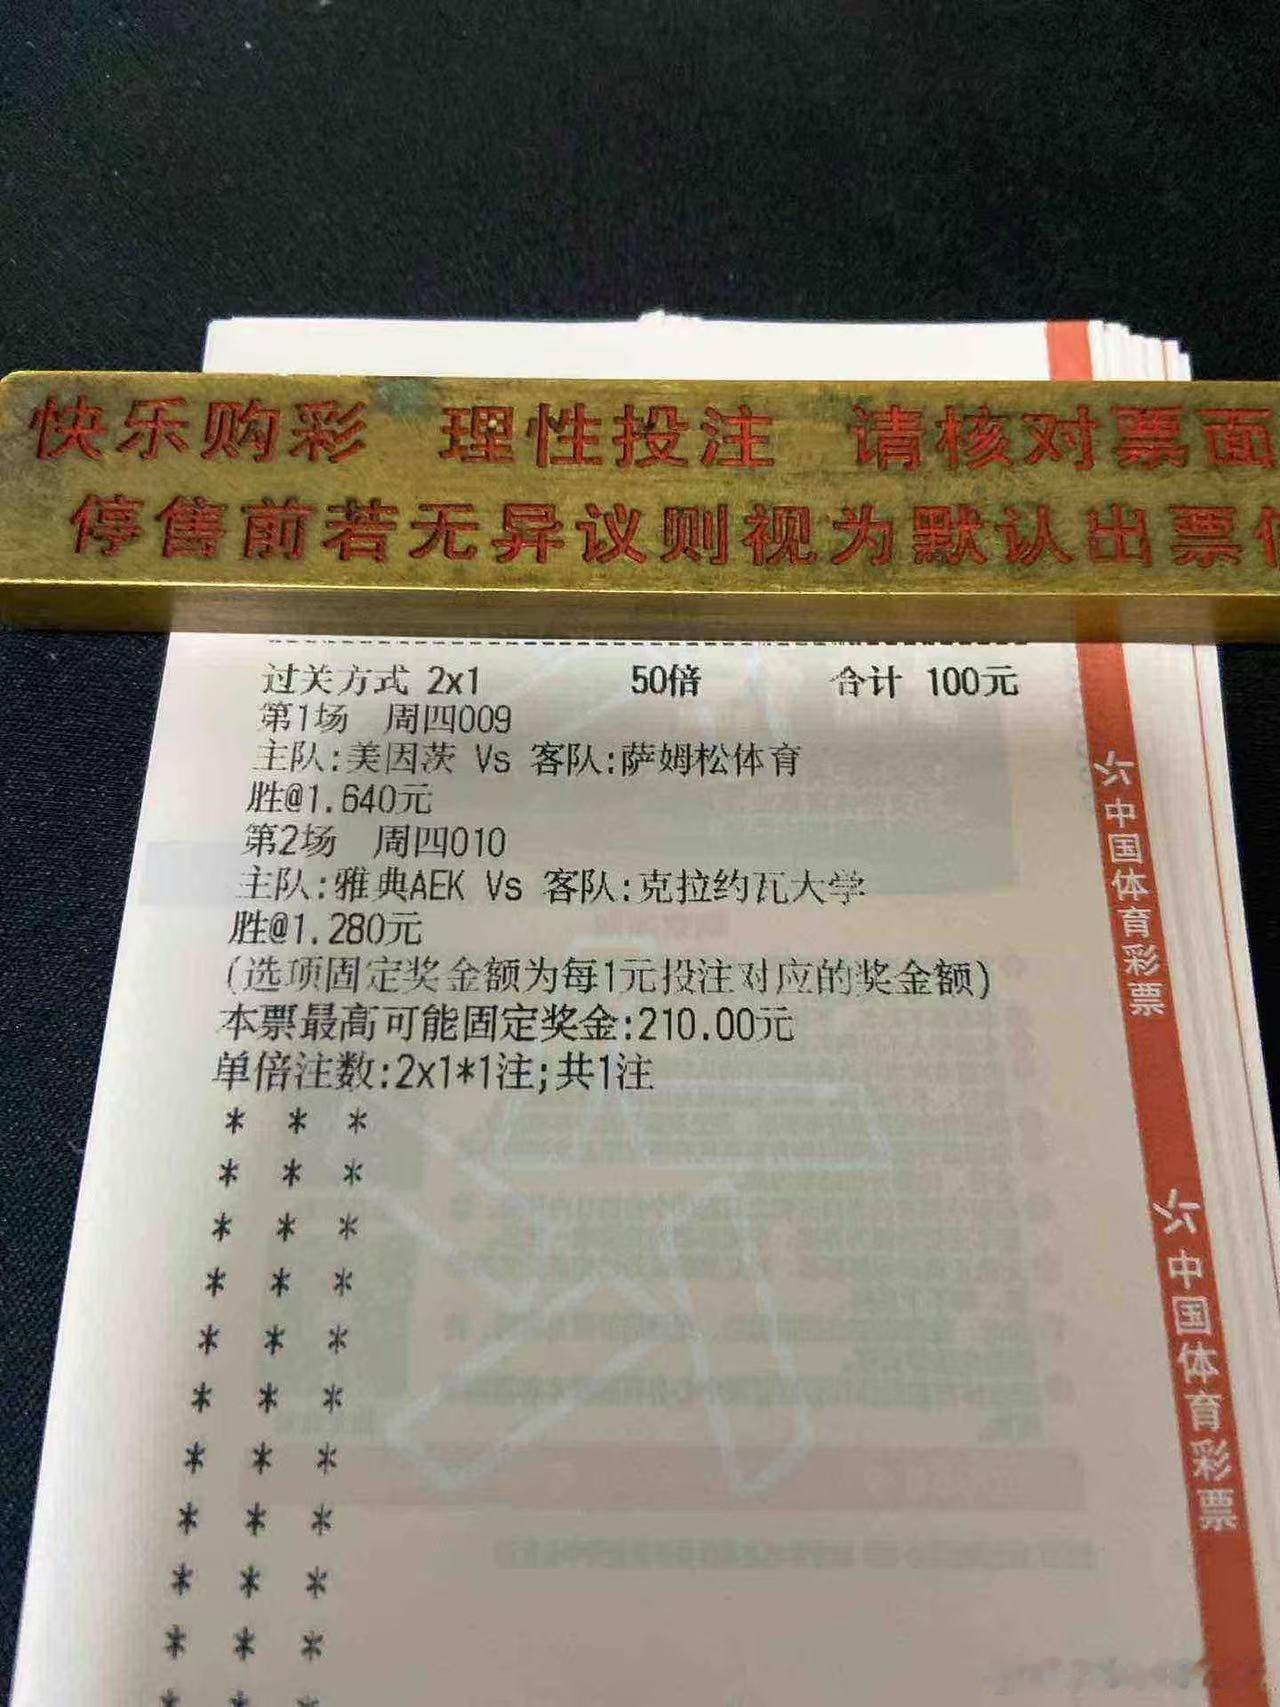 快乐购彩 理性投注 请核对票面
停售前若无异议则视为默认出票
过关方式 2x1 50倍 合计 100元
第1场 周四009
主队:美因茨 Vs 客队:萨姆松体育
胜@1.640元
第2场 周四010
主队:雅典AEK Vs 客队:克拉约瓦大学
胜@1.280元
(选项固定奖金额为每1元投注对应的奖金额)
本票最高可能固定奖金:210.00元
单倍注数:2x1*1注;共1注
* * *
* * *
* * *
* * *
* * *
* * *
* * *
* * *
* * *
* * *
* * *
中国体育彩票
中国体育彩票